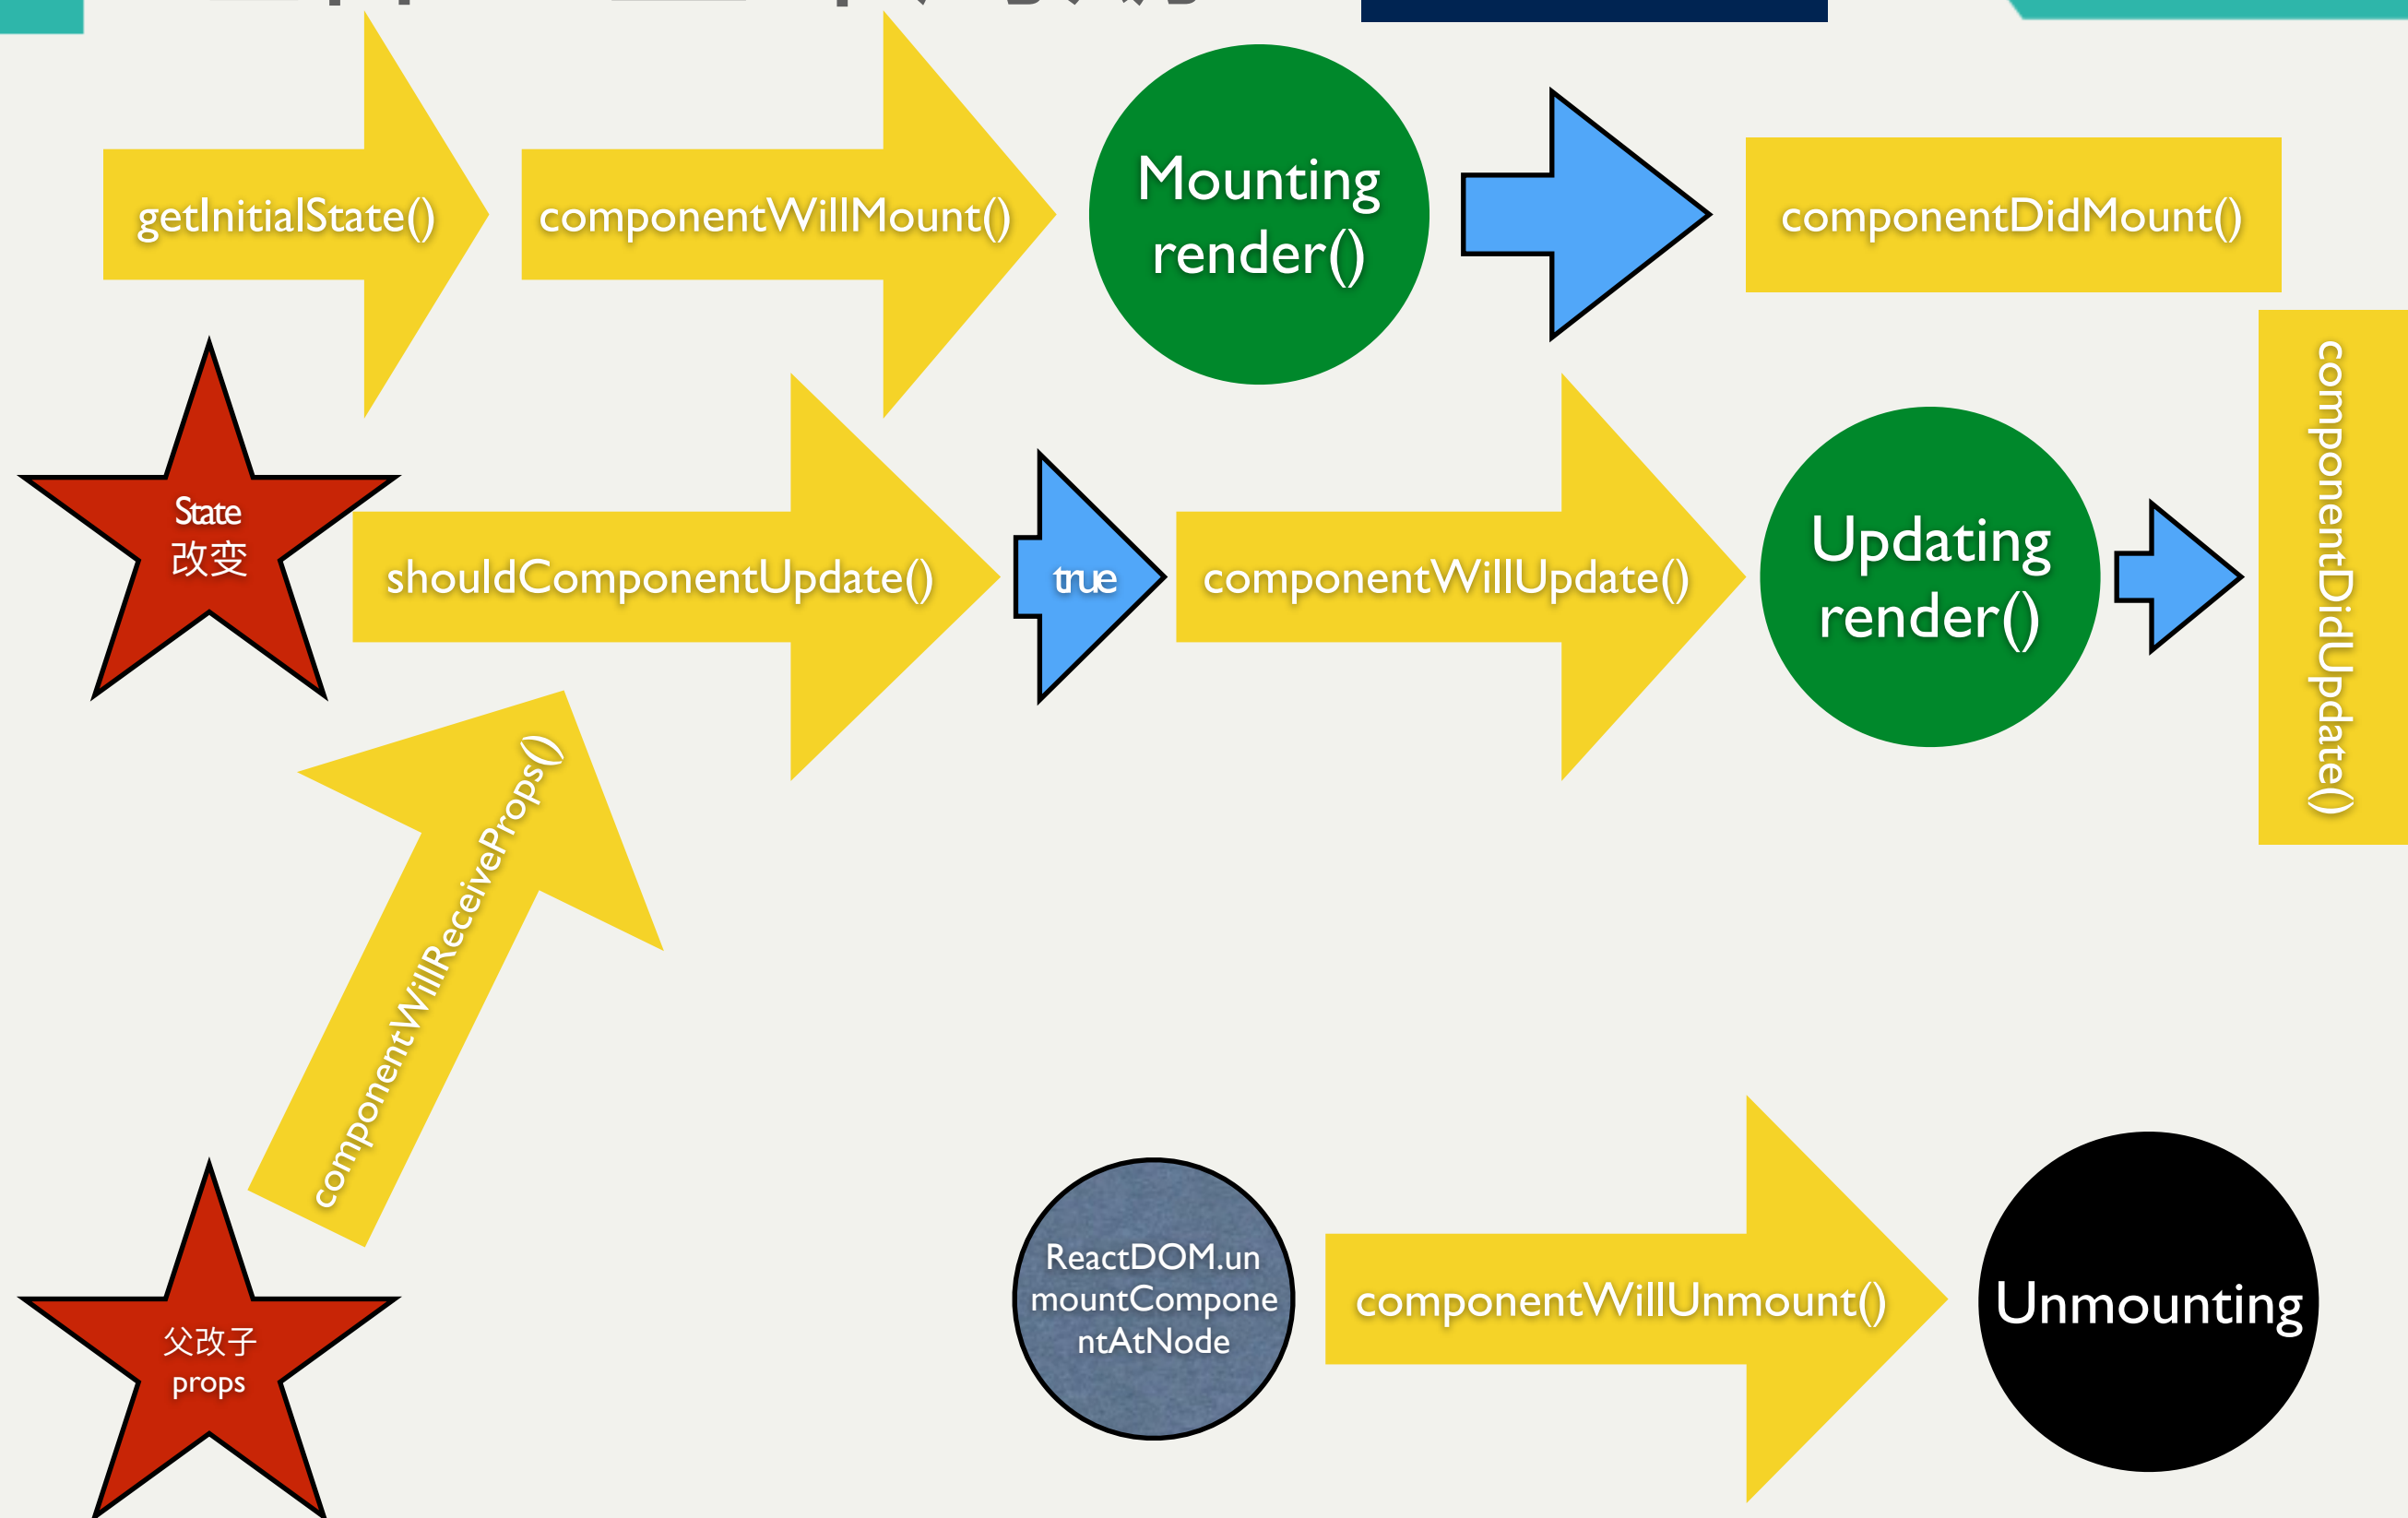 getInitialState()
componentWillMount()
Mounting
render()
componentDidMount()
State
改变
shouldComponentUpdate()
true
componentWillUpdate()
Updating
render()
componentDidUpdate()
componentWillReceiveProps()
父改子
props
ReactDOM.un
mountCompone
ntAtNode
componentWillUnmount()
Unmounting